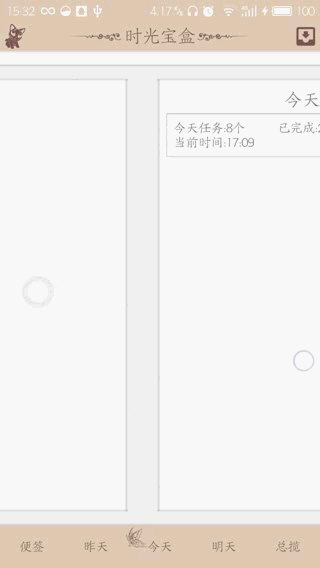 15:32 4.17 K/s 4G 100
时光宝盒
今天
今天任务:8个 已完成:
当前时间:17:09
便签 昨天 今天 明天 总揽